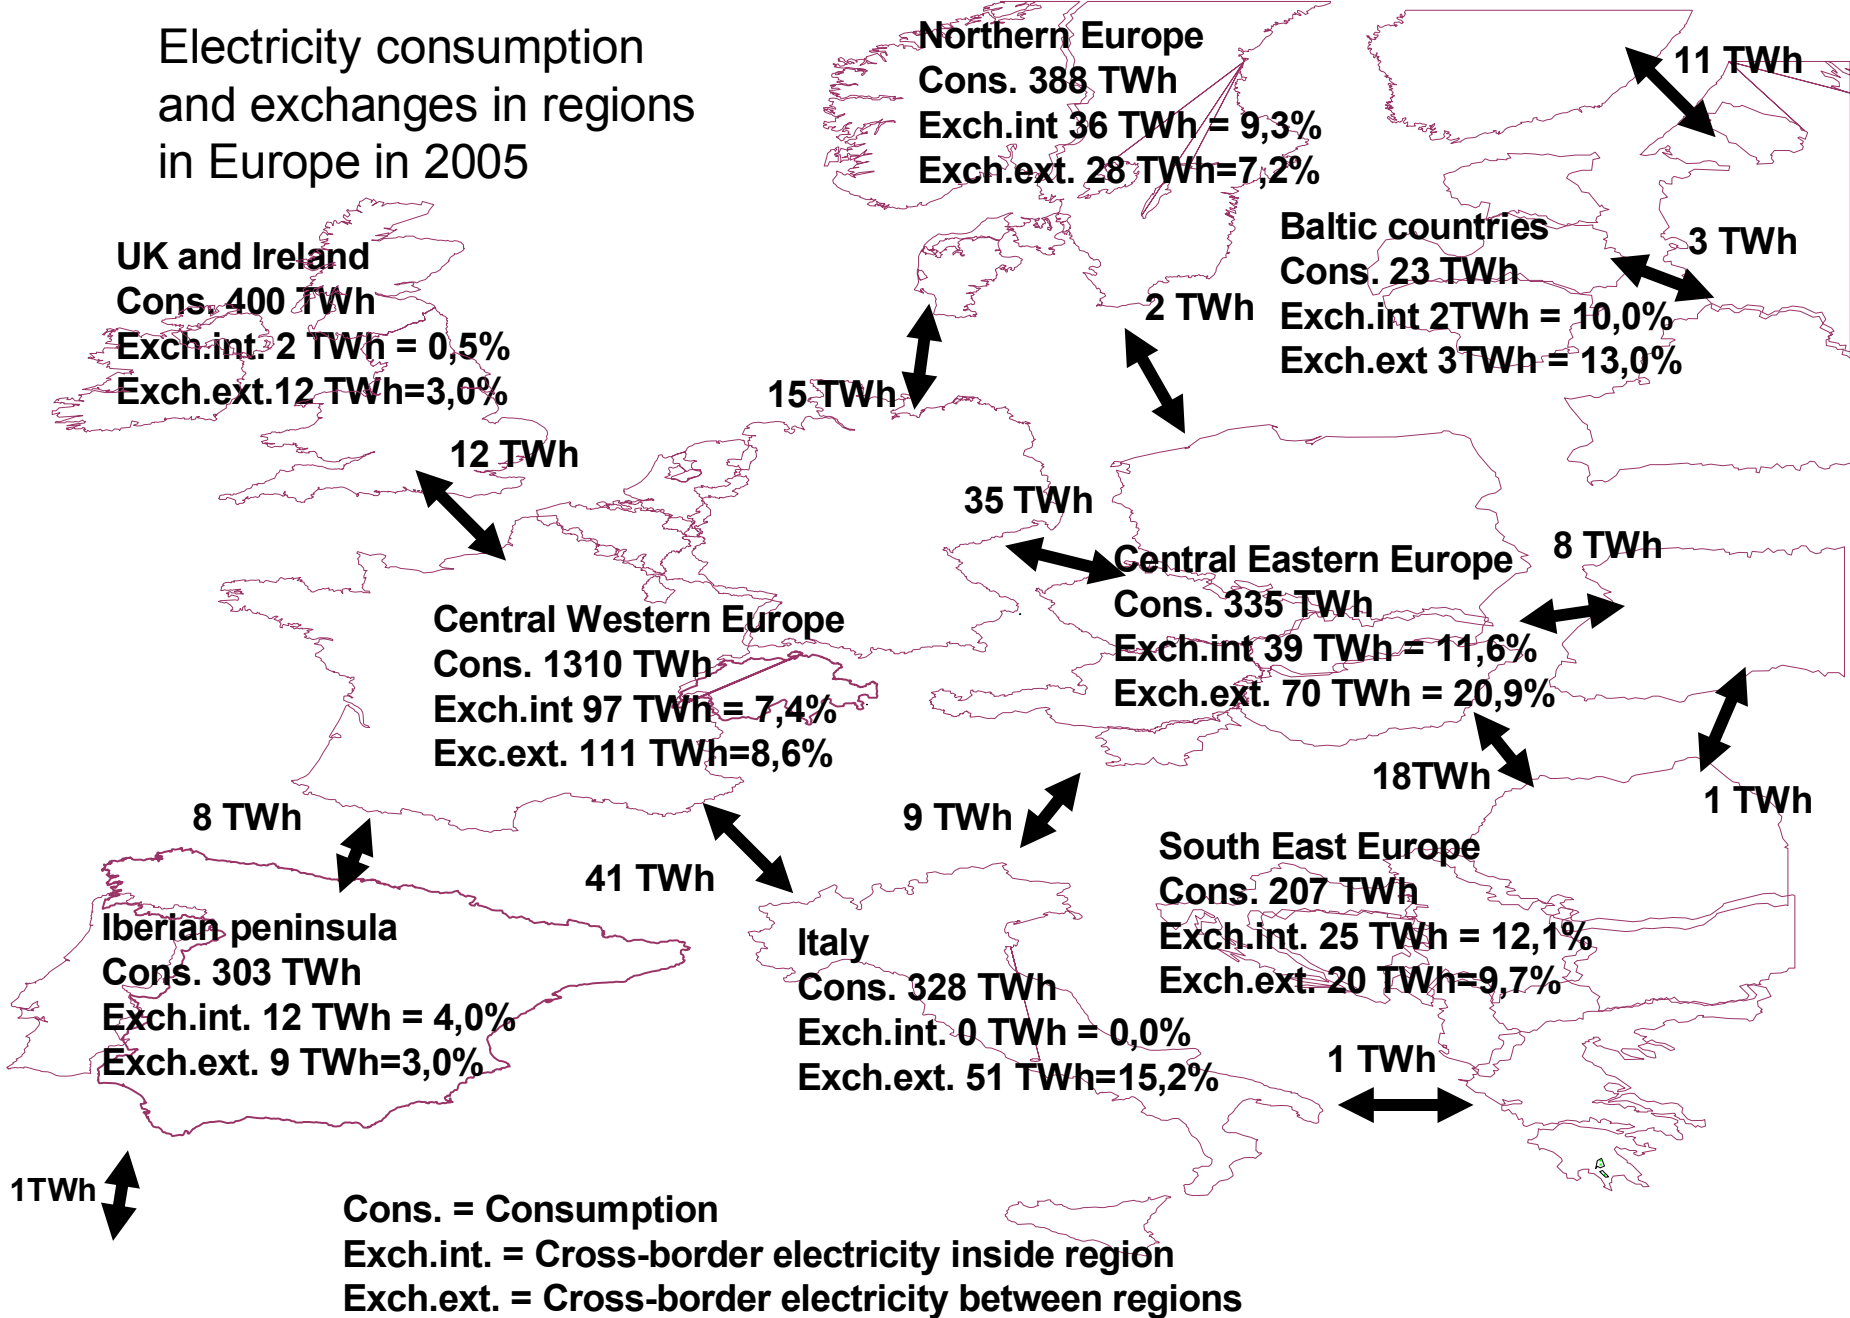 Electricity consumption
and exchanges in regions
in Europe in 2005
Northern Europe
Cons. 388 TWh
Exch.int 36 TWh = 9,3%
Exch.ext. 28 TWh=7,2%
11 TWh
UK and Ireland
Cons. 400 TWh
Exch.int. 2 TWh = 0,5%
Exch.ext.12 TWh=3,0%
Baltic countries
Cons. 23 TWh
Exch.int 2TWh = 10,0%
Exch.ext 3TWh = 13,0%
3 TWh
2 TWh
15 TWh
12 TWh
35 TWh
8 TWh
Central Eastern Europe
Cons. 335 TWh
Exch.int 39 TWh = 11,6%
Exch.ext. 70 TWh = 20,9%
Central Western Europe
Cons. 1310 TWh
Exch.int 97 TWh = 7,4%
Exc.ext. 111 TWh=8,6%
18TWh
1 TWh
8 TWh
9 TWh
41 TWh
South East Europe
Cons. 207 TWh
Exch.int. 25 TWh = 12,1%
Exch.ext. 20 TWh=9,7%
Iberian peninsula
Cons. 303 TWh
Exch.int. 12 TWh = 4,0%
Exch.ext. 9 TWh=3,0%
Italy
Cons. 328 TWh
Exch.int. 0 TWh = 0,0%
Exch.ext. 51 TWh=15,2%
1 TWh
1TWh
Cons. = Consumption
Exch.int. = Cross-border electricity inside region
Exch.ext. = Cross-border electricity between regions